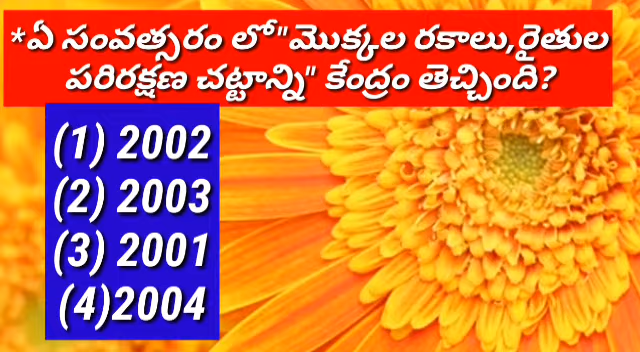 *ఏ సంవత్సరం లో"మొక్కల రకాలు,రైతుల
పరిరక్షణ చట్టాన్ని" కేంద్రం తెచ్చింది?
(1) 2002
(2) 2003
(3) 2001
(4)2004